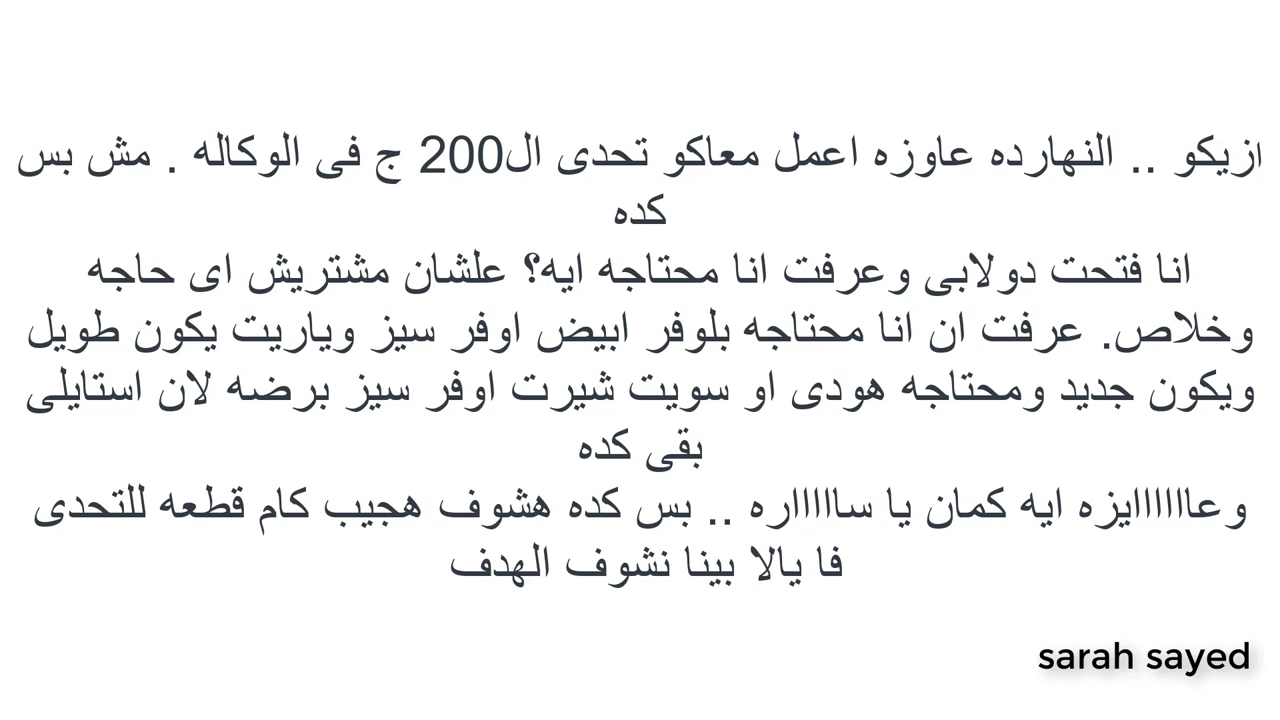 ازيكو .. النهارده عاوزه اعمل معاكو تحدى ال200 ج فى الوكاله . مش بس
كده
انا فتحت دولابى وعرفت انا محتاجه ايه؟ علشان مشتريش اى حاجه
وخلاص. عرفت ان انا محتاجه بلوفر ابيض اوفر سيز وياريت يكون طويل
ويكون جديد ومحتاجه هودى او سويت شيرت اوفر سيز برضه لان استايلى
بقى كده
وعاااااايزه ايه كمان يا سااااااره .. بس كده هشوف هجيب كام قطعه للتحدى
فا يالا بينا نشوف الهدف
sarah sayed